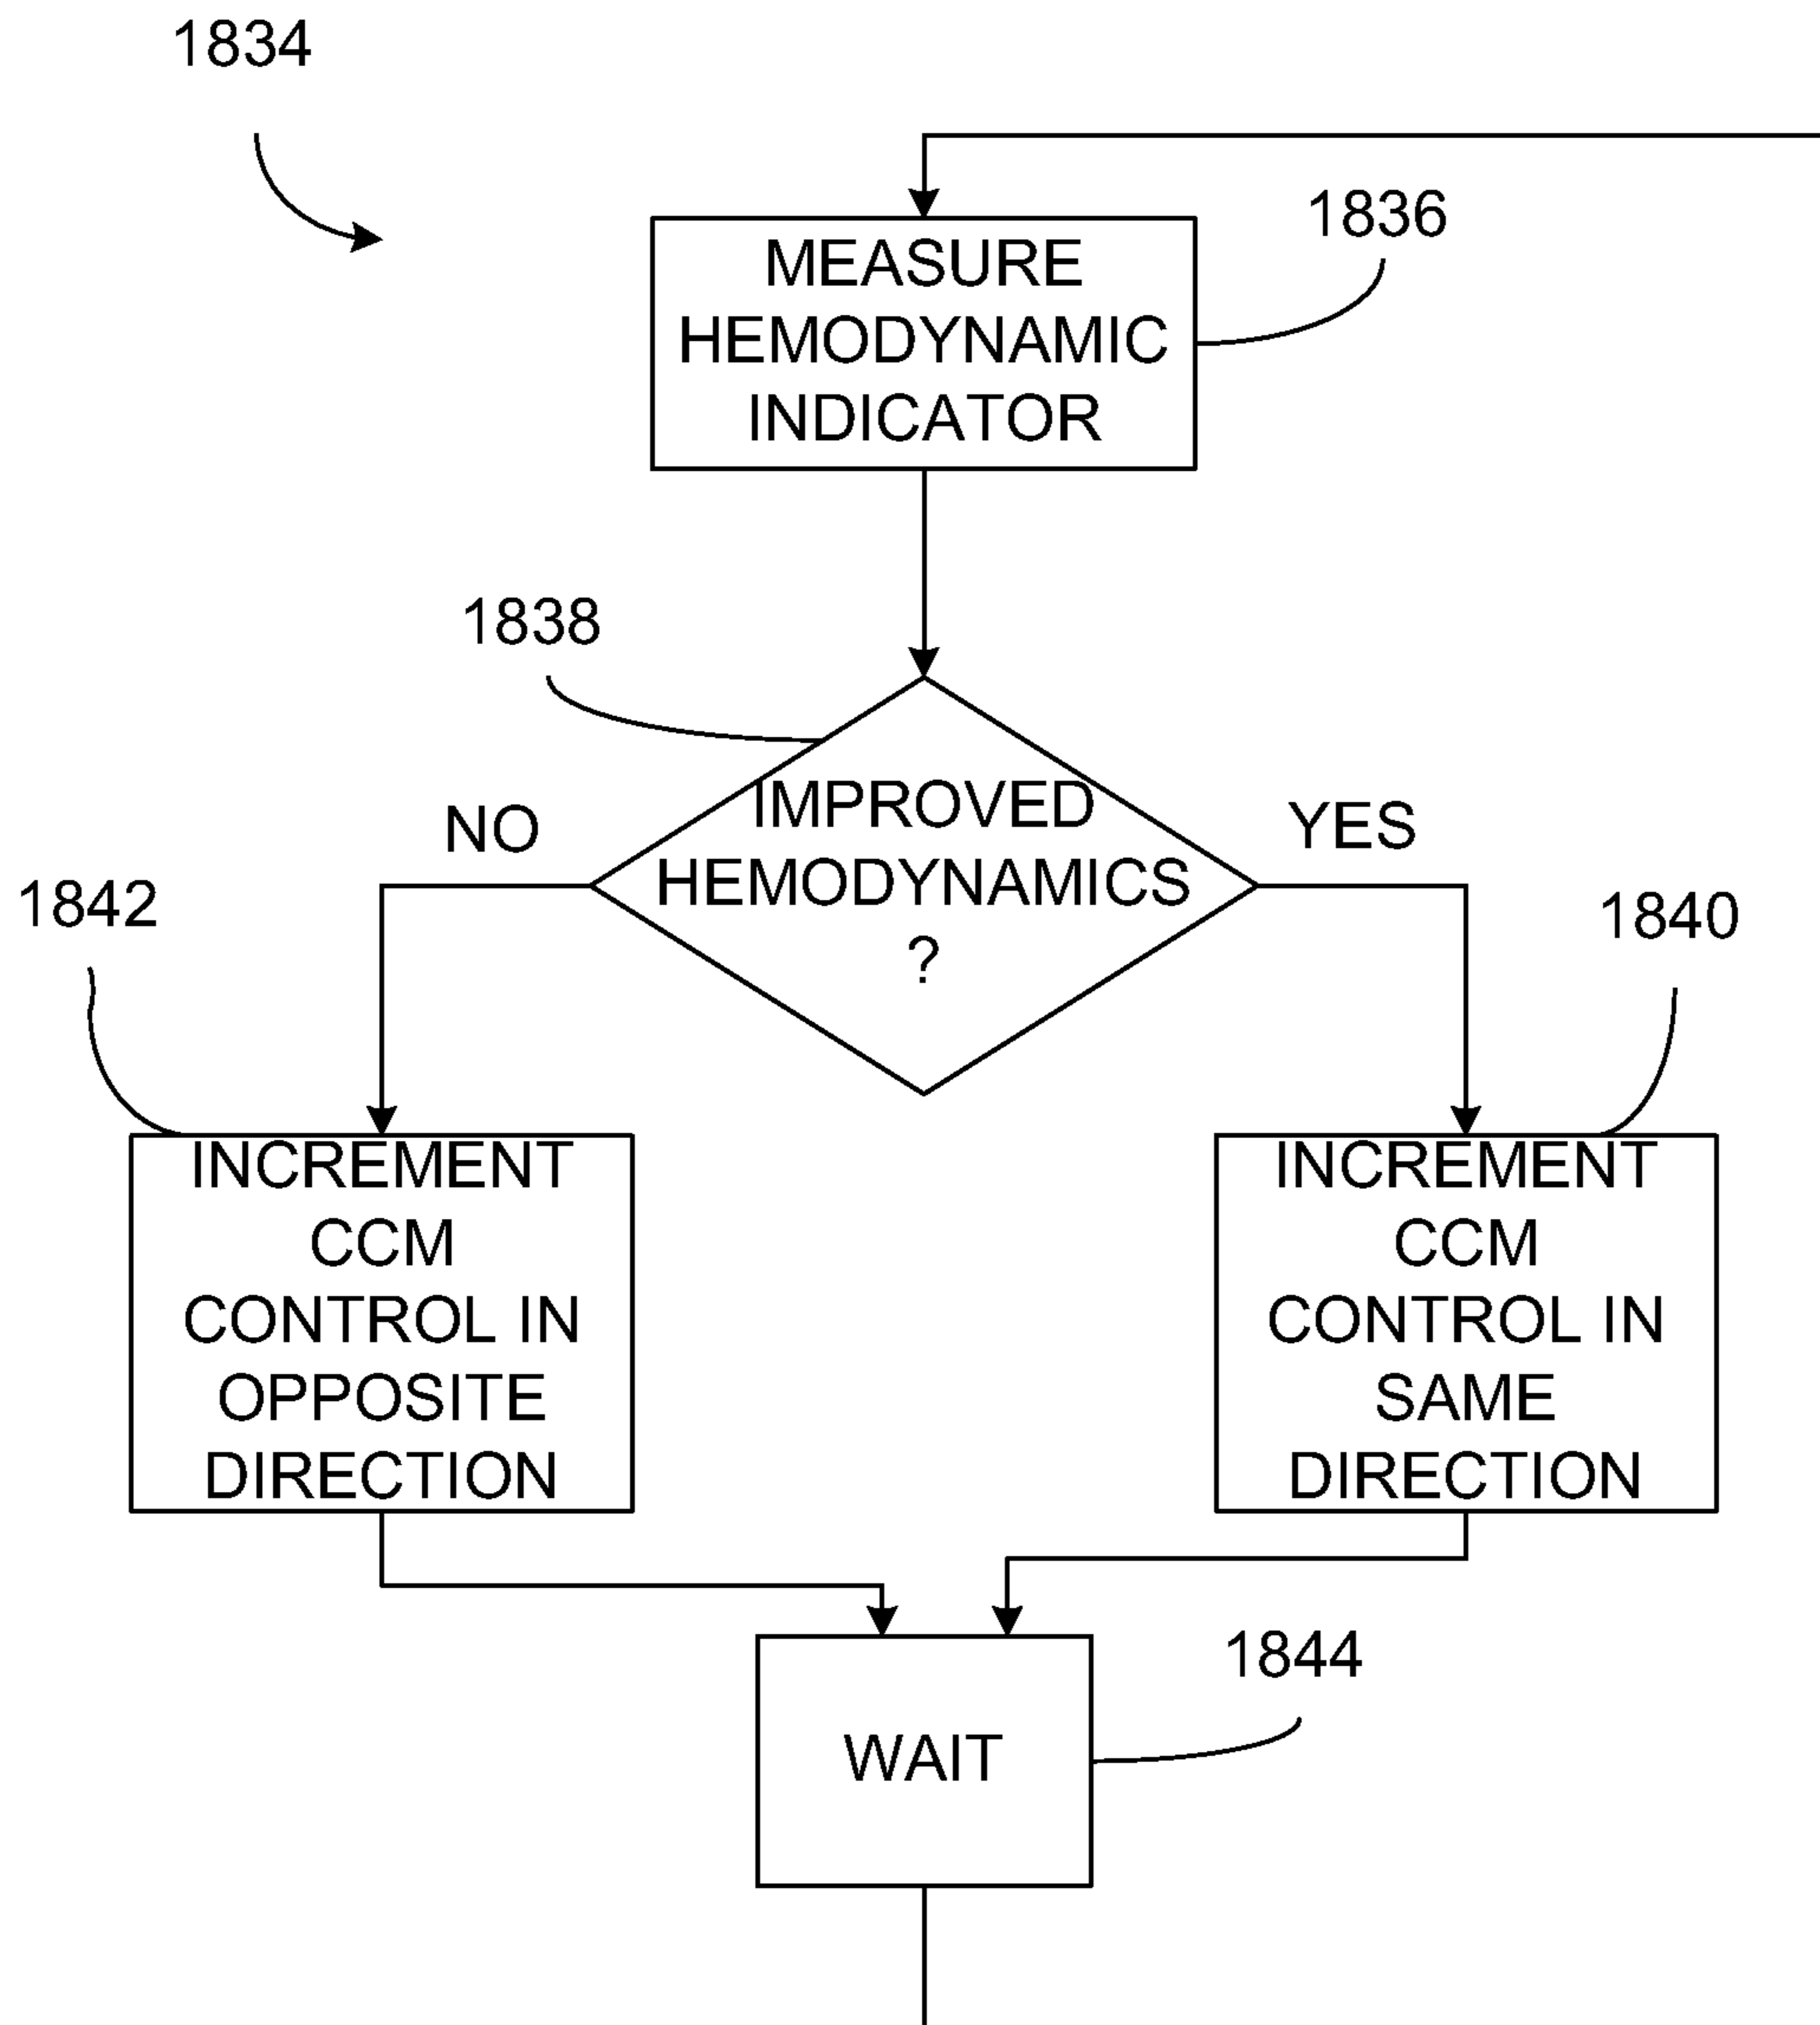 1834
1836
MEASURE
HEMODYNAMIC
INDICATOR
1838
IMPROVED
HEMODYNAMICS
?
NO
YES
1842
1840
INCREMENT
CCM
CONTROL IN
OPPOSITE
DIRECTION
INCREMENT
CCM
CONTROL IN
SAME
DIRECTION
1844
WAIT